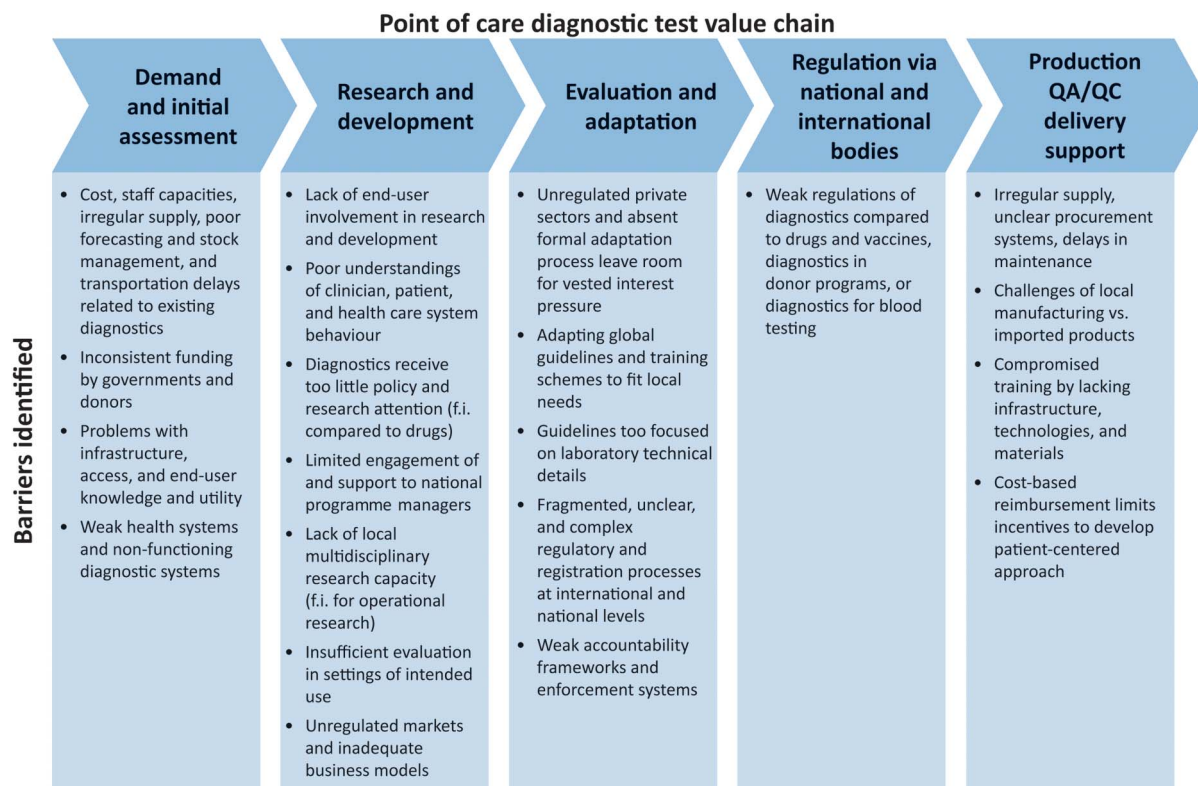 Point of care diagnostic test value chain
Demand
and initial
assessment
Research and
development
Evaluation and
adaptation
Regulation via
national and
international
bodies
Production
QA/QC
delivery
support
Barriers identified
• Cost, staff capacities,
irregular supply, poor
forecasting and stock
management, and
transportation delays
related to existing
diagnostics
• Inconsistent funding
by governments and
donors
• Problems with
infrastructure,
access, and end-user
knowledge and utility
• Weak health systems
and non-functioning
diagnostic systems
• Lack of end-user
involvement in research
and development
• Poor understandings
of clinician, patient,
and health care system
behaviour
• Diagnostics receive
too little policy and
research attention (f.i.
compared to drugs)
• Limited engagement of
and support to national
programme managers
• Lack of local
multidisciplinary
research capacity
(f.i. for operational
research)
• Insufficient evaluation
in settings of intended
use
• Unregulated markets
and inadequate
business models
• Unregulated private
sectors and absent
formal adaptation
process leave room
for vested interest
pressure
• Adapting global
guidelines and training
schemes to fit local
needs
• Guidelines too focused
on laboratory technical
details
• Fragmented, unclear,
and complex
regulatory and
registration processes
at international and
national levels
• Weak accountability
frameworks and
enforcement systems
• Weak regulations of
diagnostics compared
to drugs and vaccines,
diagnostics in
donor programs, or
diagnostics for blood
testing
• Irregular supply,
unclear procurement
systems, delays in
maintenance
• Challenges of local
manufacturing vs.
imported products
• Compromised
training by lacking
infrastructure,
technologies, and
materials
• Cost-based
reimbursement limits
incentives to develop
patient-centered
approach